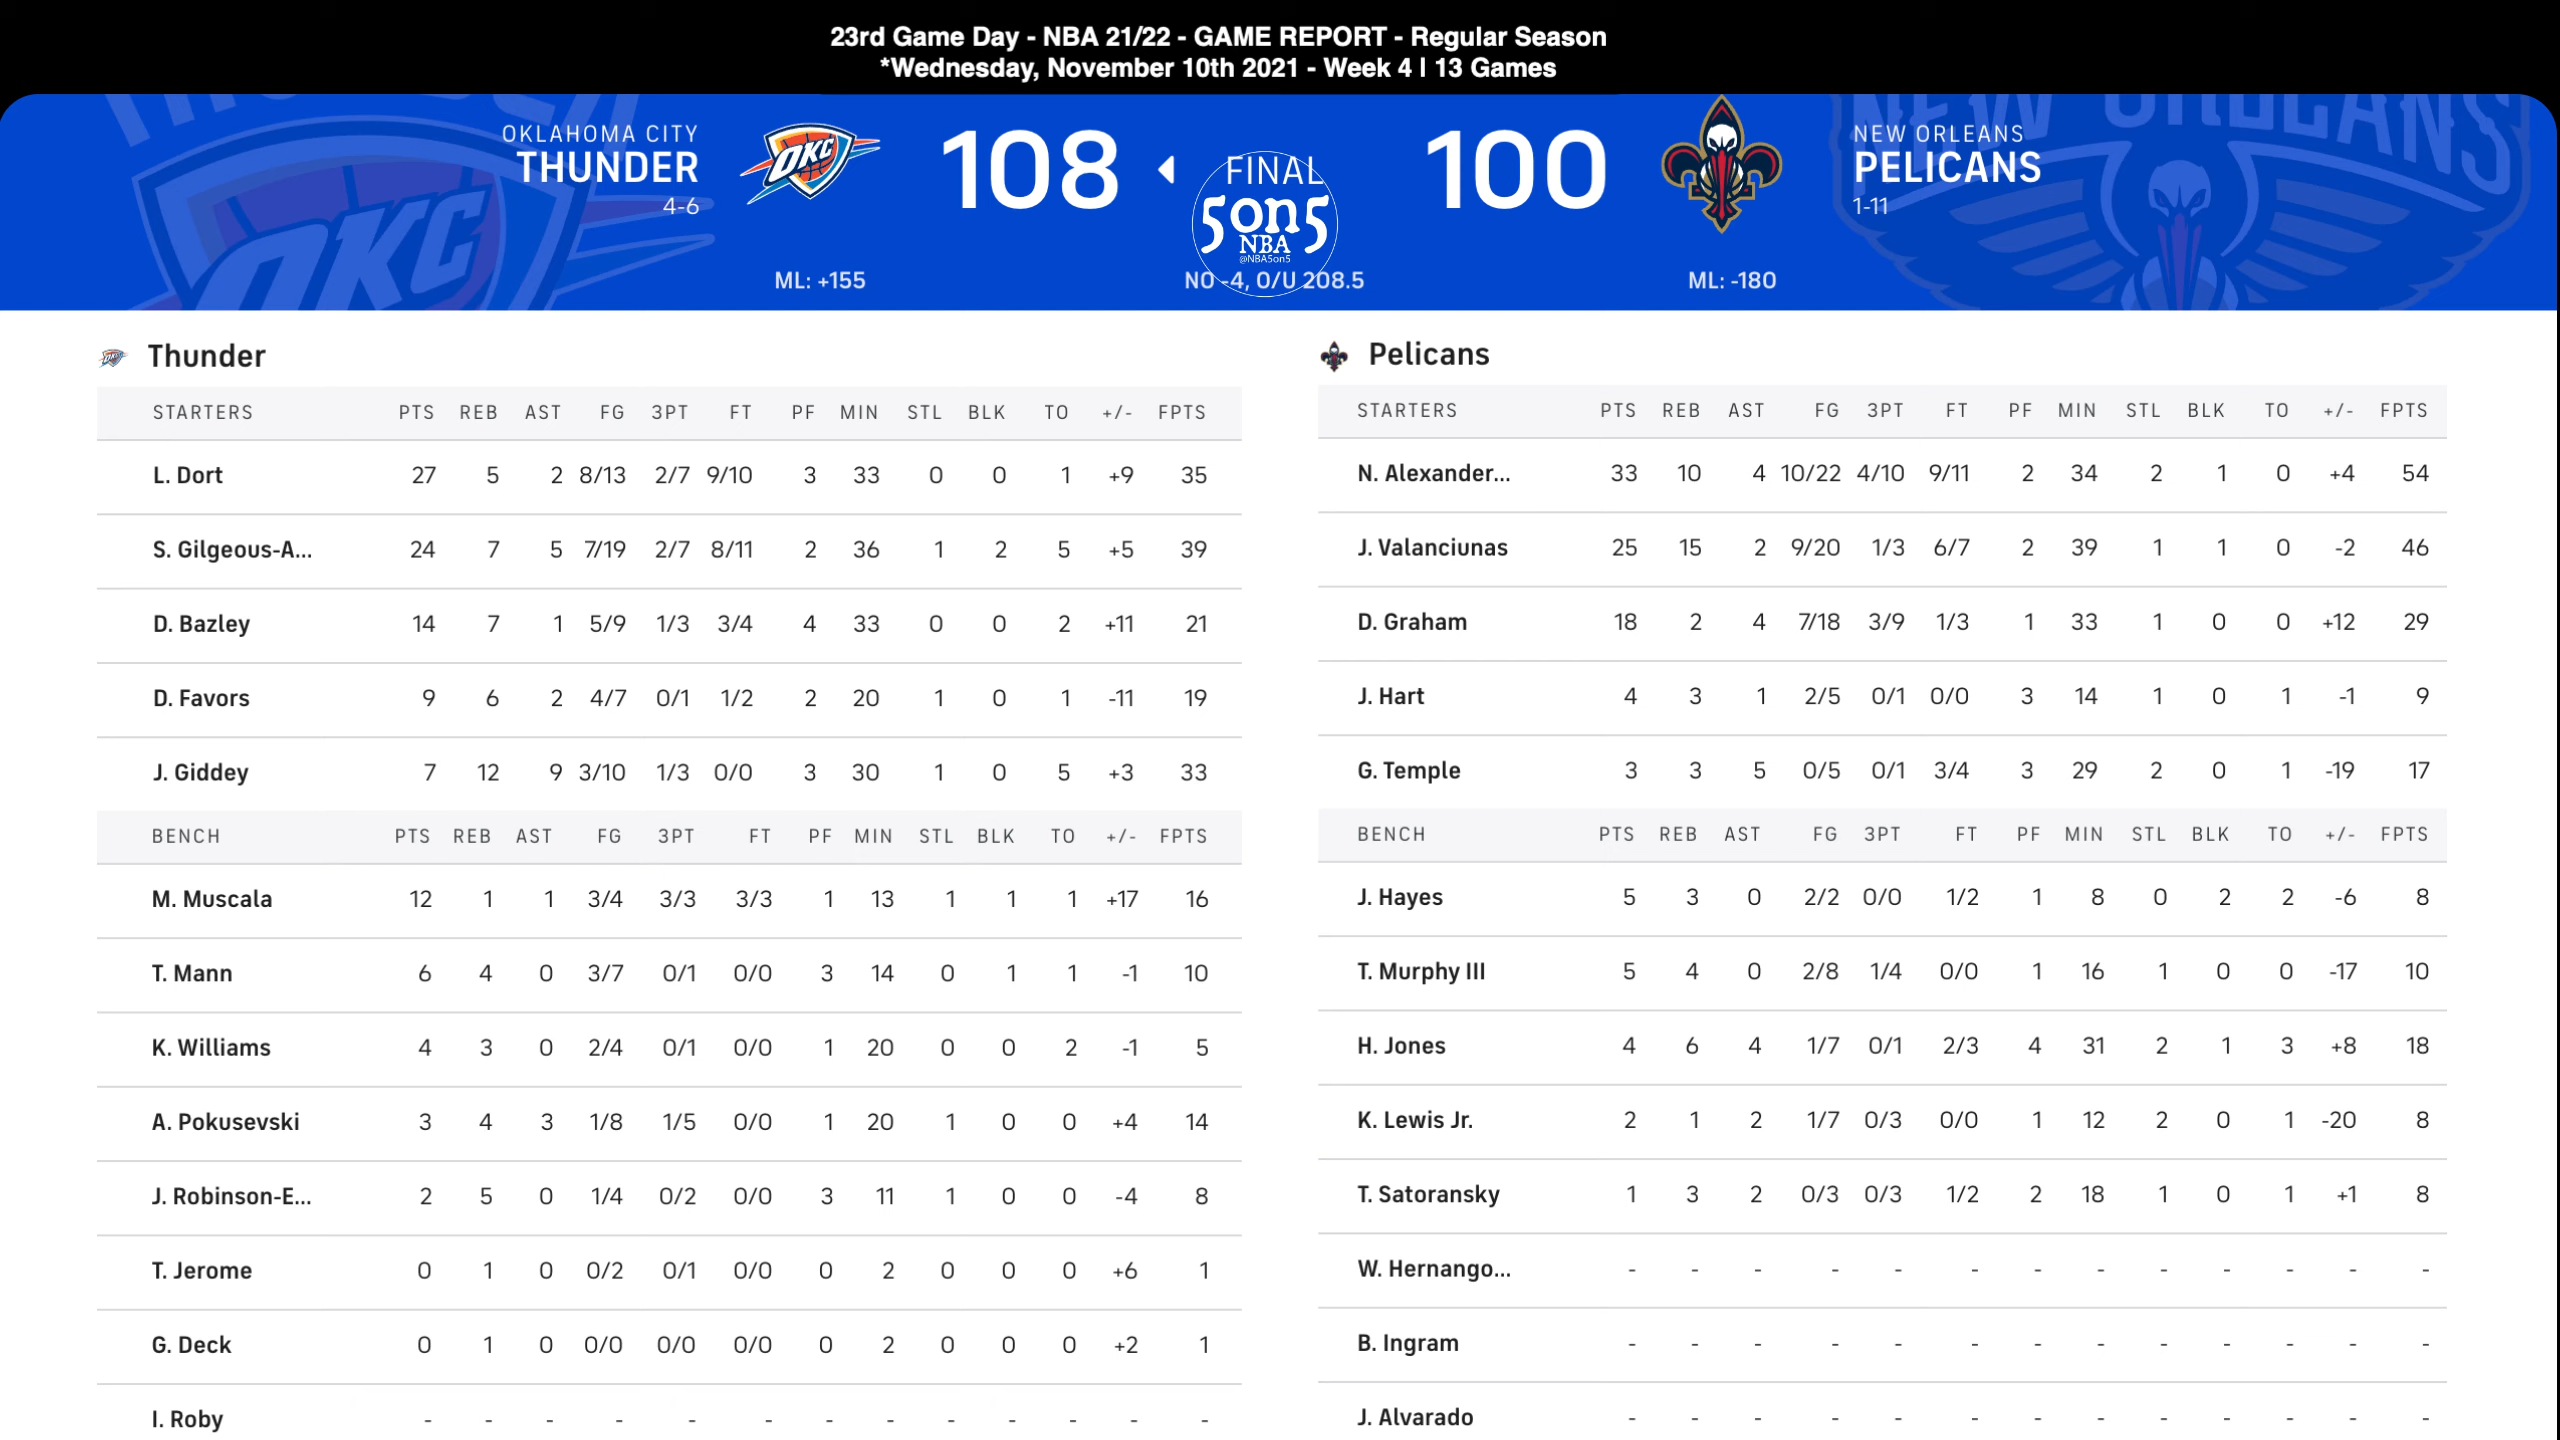 23rd Game Day - NBA 21/22 - GAME REPORT - Regular Season
*Wednesday, November 10th 2021 - Week 4 | 13 Games
OKLAHOMA CITY
THUNDER
4-6
OKC
108
FINAL
5on5
NBA
@NBA5on5
100
NEW ORLEANS
PELICANS
1-11
ML: +155
NO -4, O/U 208.5
ML: -180
Thunder
STARTERS PTS REB AST FG 3PT FT PF MIN STL BLK TO +/- FPTS
L. Dort 27 5 2 8/13 2/7 9/10 3 33 0 0 1 +9 35
S. Gilgeous-A... 24 7 5 7/19 2/7 8/11 2 36 1 2 5 +5 39
D. Bazley 14 7 1 5/9 1/3 3/4 4 33 0 0 2 +11 21
D. Favors 9 6 2 4/7 0/1 1/2 2 20 1 0 1 -11 19
J. Giddey 7 12 9 3/10 1/3 0/0 3 30 1 0 5 +3 33
BENCH PTS REB AST FG 3PT FT PF MIN STL BLK TO +/- FPTS
M. Muscala 12 1 1 3/4 3/3 3/3 1 13 1 1 1 +17 16
T. Mann 6 4 0 3/7 0/1 0/0 3 14 0 1 1 -1 10
K. Williams 4 3 0 2/4 0/1 0/0 1 20 0 0 2 -1 5
A. Pokusevski 3 4 3 1/8 1/5 0/0 1 20 1 0 0 +4 14
J. Robinson-E... 2 5 0 1/4 0/2 0/0 3 11 1 0 0 -4 8
T. Jerome 0 1 0 0/2 0/1 0/0 0 2 0 0 0 +6 1
G. Deck 0 1 0 0/0 0/0 0/0 0 2 0 0 0 +2 1
I. Roby - - - - - - - - - - - - -
Pelicans
STARTERS PTS REB AST FG 3PT FT PF MIN STL BLK TO +/- FPTS
N. Alexander... 33 10 4 10/22 4/10 9/11 2 34 2 1 0 +4 54
J. Valanciunas 25 15 2 9/20 1/3 6/7 2 39 1 1 0 -2 46
D. Graham 18 2 4 7/18 3/9 1/3 1 33 1 0 0 +12 29
J. Hart 4 3 1 2/5 0/1 0/0 3 14 1 0 1 -1 9
G. Temple 3 3 5 0/5 0/1 3/4 3 29 2 0 1 -19 17
BENCH PTS REB AST FG 3PT FT PF MIN STL BLK TO +/- FPTS
J. Hayes 5 3 0 2/2 0/0 1/2 1 8 0 2 2 -6 8
T. Murphy III 5 4 0 2/8 1/4 0/0 1 16 1 0 0 -17 10
H. Jones 4 6 4 1/7 0/1 2/3 4 31 2 1 3 +8 18
K. Lewis Jr. 2 1 2 1/7 0/3 0/0 1 12 2 0 1 -20 8
T. Satoransky 1 3 2 0/3 0/3 1/2 2 18 1 0 1 +1 8
W. Hernango... - - - - - - - - - - - - -
B. Ingram - - - - - - - - - - - - -
J. Alvarado - - - - - - - - - - - - -